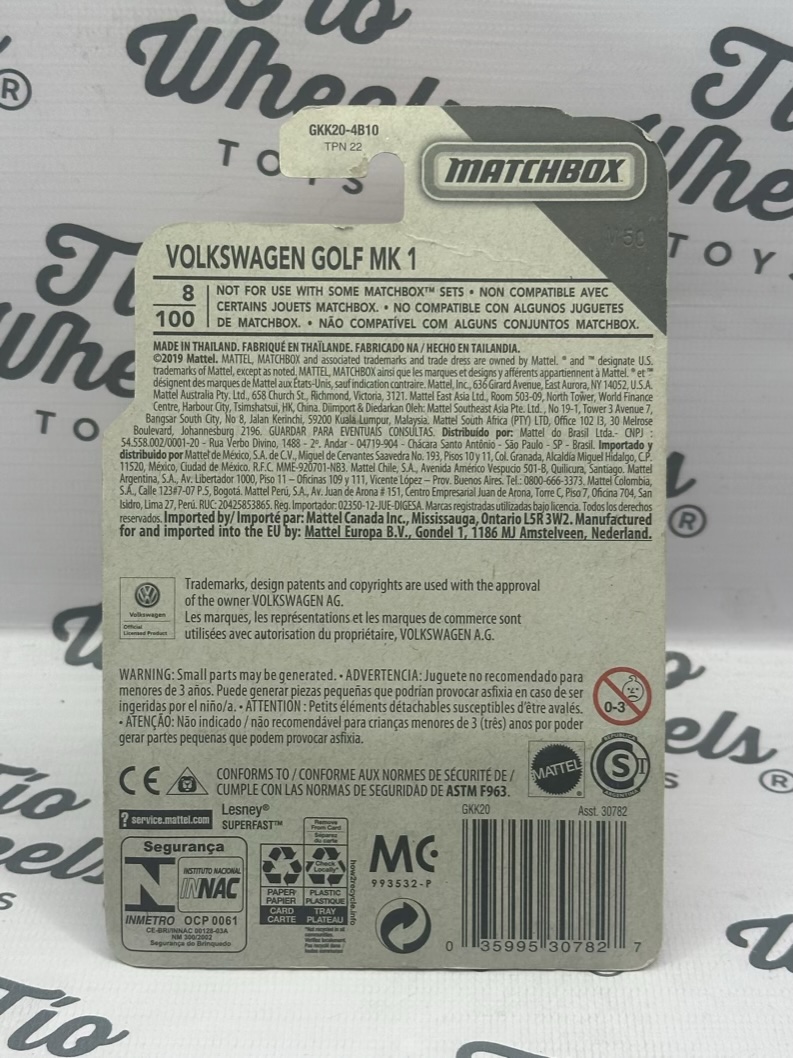 Tío
Wheels
TOYS
GKK20-4B10
TPN 22
MATCHBOX
VOLKSWAGEN GOLF MK 1
8
100
NOT FOR USE WITH SOME MATCHBOX™ SETS • NON COMPATIBLE AVEC
CERTAINS JOUETS MATCHBOX. • NO COMPATIBLE CON ALGUNOS JUGUETES
DE MATCHBOX. • NÃO COMPATÍVEL COM ALGUNS CONJUNTOS MATCHBOX.
MADE IN THAILAND. FABRIQUÉ EN THAÏLANDE. FABRICADO NA / HECHO EN TAILANDIA.
©2019 Mattel. MATTEL, MATCHBOX and associated trademarks and trade dress are owned by Mattel. ® and ™ designate U.S.
trademarks of Mattel, except as noted. MATTEL, MATCHBOX ainsi que les marques et designs y afférents appartiennent à Mattel. ® et ™
désignent des marques de Mattel aux États-Unis, sauf indication contraire. Mattel, Inc., 636 Girard Avenue, East Aurora, NY 14052, U.S.A.
Mattel Australia Pty. Ltd., 658 Church St., Richmond, Victoria, 3121. Mattel East Asia Ltd., Room 503-09, North Tower, World Finance
Centre, Harbour City, Tsimshatsui, HK, China. Diimport & Diedarkan Oleh: Mattel Southeast Asia Pte. Ltd., No 19-1, Tower 3 Avenue 7,
Bangsar South City, No 8, Jalan Kerinchi, 59200 Kuala Lumpur, Malaysia. Mattel South Africa (PTY) LTD, Office 102 I3, 30 Melrose
Boulevard, Johannesburg 2196. GUARDAR PARA EVENTUAIS CONSULTAS. Distribuído por: Mattel do Brasil Ltda.- CNPJ :
54.558.002/0001-20 - Rua Verbo Divino, 1488 - 2º. Andar - 04719-904 - Chácara Santo Antônio - São Paulo - SP - Brasil. Importado y
distribuido por Mattel de México, S.A. de C.V., Miguel de Cervantes Saavedra No. 193, Pisos 10 y 11, Col. Granada, Alcaldía Miguel Hidalgo, C.P.
11520, México, Ciudad de México. R.F.C. MME-920701-NB3. Mattel Chile, S.A., Avenida Américo Vespucio 501-B, Quilicura, Santiago. Mattel
Argentina, S.A., Av. Libertador 1000, Piso 11 – Oficinas 109 y 111, Vicente López – Prov. Buenos Aires. Tel.: 0800-666-3373. Mattel Colombia,
S.A., Calle 123#7-07 P.5, Bogotá. Mattel Perú, S.A., Av. Juan de Arona # 151, Centro Empresarial Juan de Arona, Torre C, Piso 7, Oficina 704, San
Isidro, Lima 27, Perú. RUC: 20425853865. Reg. Importador: 02350-12-JUE-DIGESA. Marcas registradas utilizadas bajo licencia. Todos los derechos
reservados. Imported by/ Importé par: Mattel Canada Inc., Mississauga, Ontario L5R 3W2. Manufactured
for and imported into the EU by: Mattel Europa B.V., Gondel 1, 1186 MJ Amstelveen, Nederland.
Volkswagen
Official
Licensed Product
Trademarks, design patents and copyrights are used with the approval
of the owner VOLKSWAGEN AG.
Les marques, les représentations et les marques de commerce sont
utilisées avec autorisation du propriétaire, VOLKSWAGEN A.G.
WARNING: Small parts may be generated. • ADVERTENCIA: Juguete no recomendado para
menores de 3 años. Puede generar piezas pequeñas que podrían provocar asfixia en caso de ser
ingeridas por el niño/a. • ATTENTION : Petits éléments détachables susceptibles d'être avalés.
• ATENÇÃO: Não indicado / não recomendável para crianças menores de 3 (três) anos por poder
gerar partes pequenas que podem provocar asfixia.
0-3
CE
CONFORMS TO / CONFORME AUX NORMES DE SÉCURITÉ DE /
CUMPLE CON LAS NORMAS DE SEGURIDAD DE ASTM F963.
MATTEL
REPUBLICA
S
ARGENTINA
? service.mattel.com
Lesney®
SUPERFAST™
GKK20
Asst. 30782
Segurança
INSTITUTO NACIONAL
INNAC
INMETRO OCP 0061
CE-BRI/INNAC 00128-03A
NM 300/2002
Segurança do Brinquedo
Remove
From Card
Séparez
du carte
Check
Locally*
PAPER
PAPIER
CARD
CARTE
PLASTIC
PLASTIQUE
TRAY
PLATEAU
how2recycle.info
MC
993532-P
0 35995 30782 7